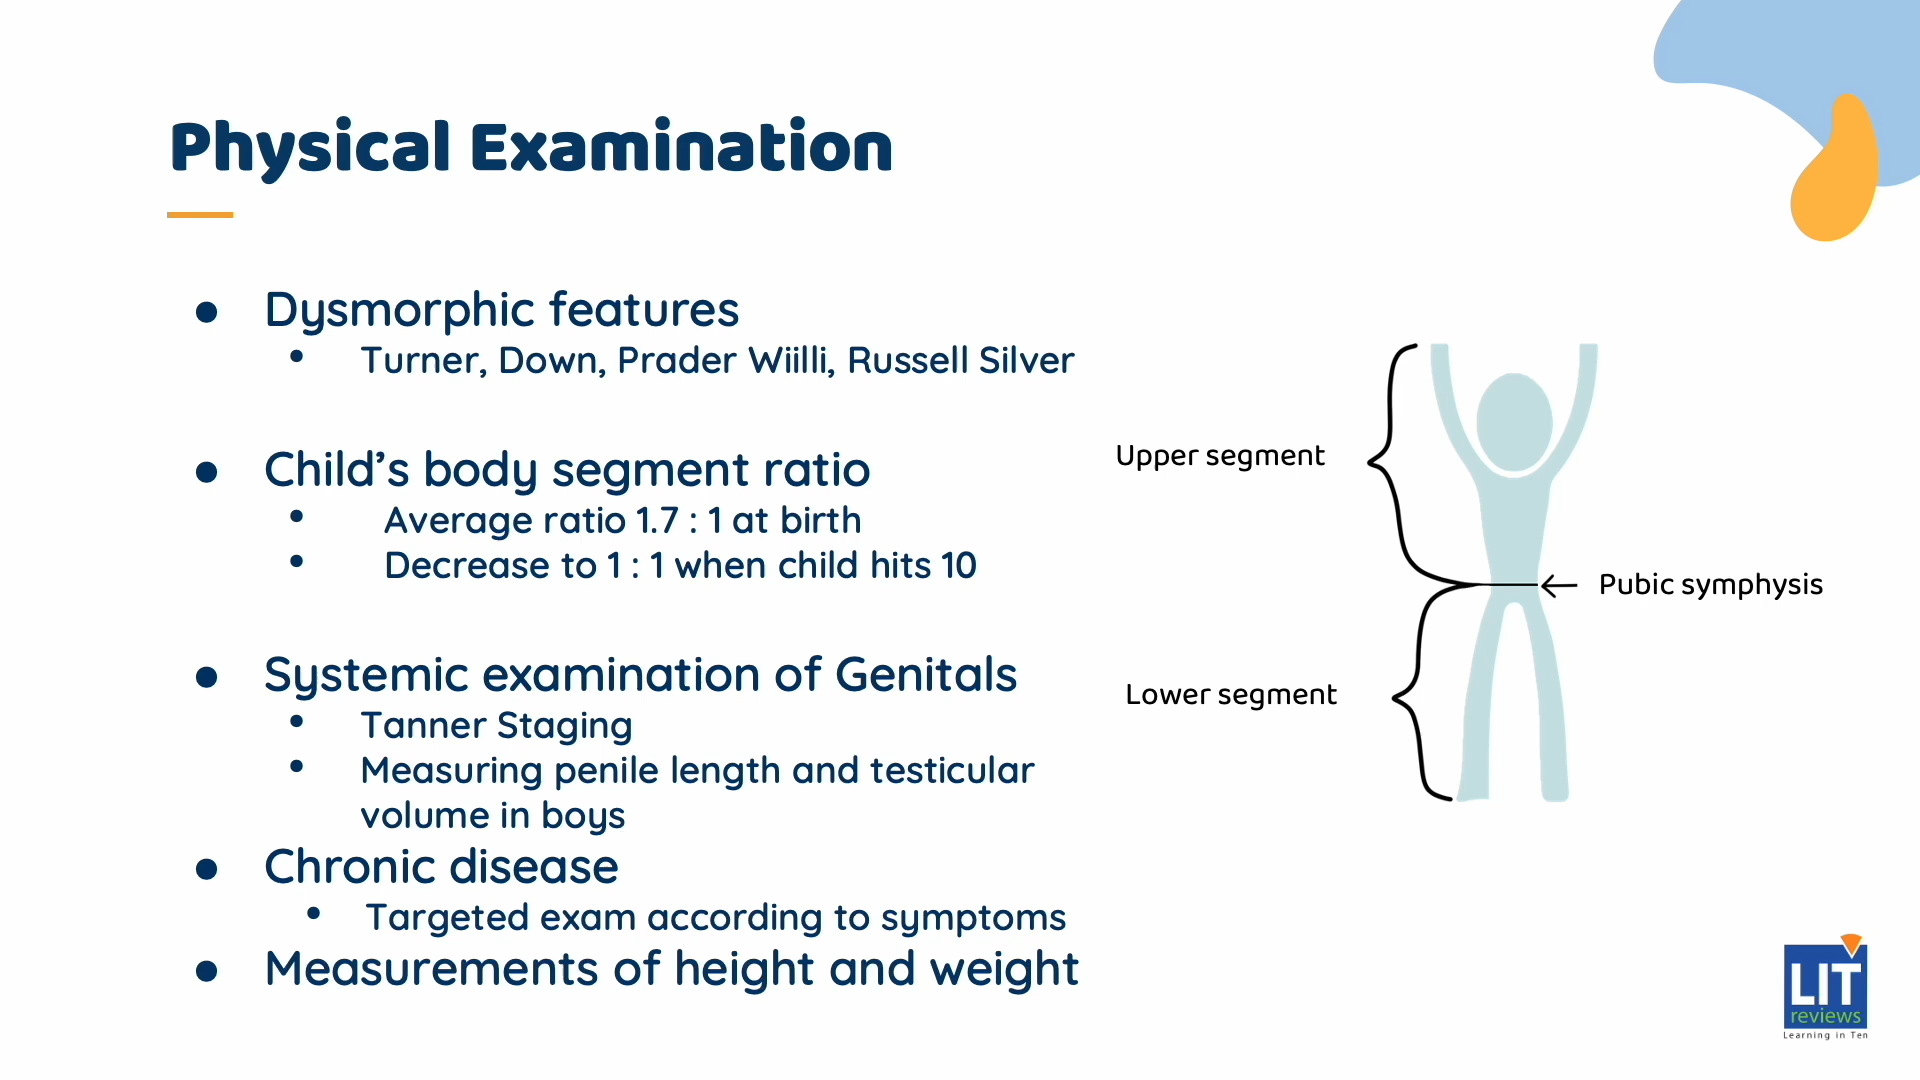 Physical Examination
● Dysmorphic features
• Turner, Down, Prader Wiilli, Russell Silver
● Child’s body segment ratio
• Average ratio 1.7 : 1 at birth
• Decrease to 1 : 1 when child hits 10
● Systemic examination of Genitals
• Tanner Staging
• Measuring penile length and testicular
volume in boys
● Chronic disease
• Targeted exam according to symptoms
● Measurements of height and weight
Upper segment
Pubic symphysis
Lower segment
LIT
reviews
Learning in Ten